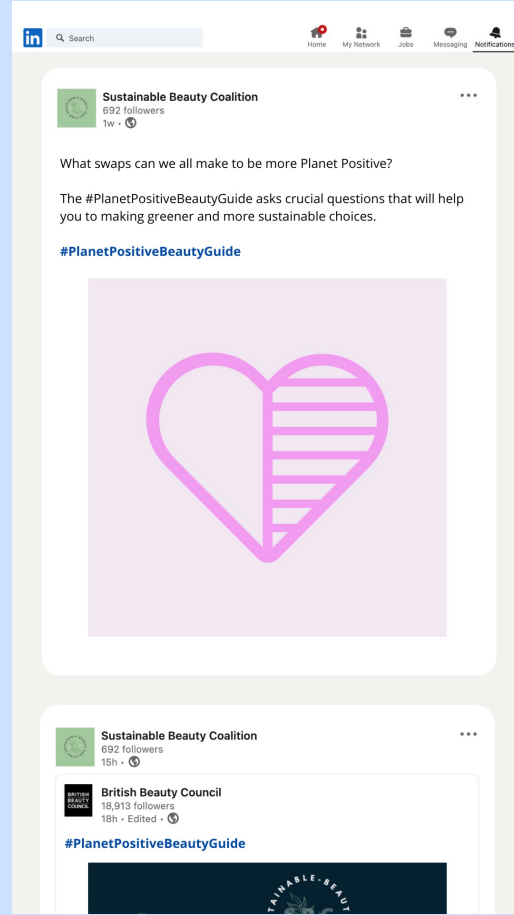 in
Search
Home My Network Jobs Messaging Notifications
Sustainable Beauty Coalition
692 followers
1w •
What swaps can we all make to be more Planet Positive?
The #PlanetPositiveBeautyGuide asks crucial questions that will help
you to making greener and more sustainable choices.
#PlanetPositiveBeautyGuide
Sustainable Beauty Coalition
692 followers
15h •
BRITISH
BEAUTY
COUNCIL
British Beauty Council
18,913 followers
18h • Edited •
#PlanetPositiveBeautyGuide